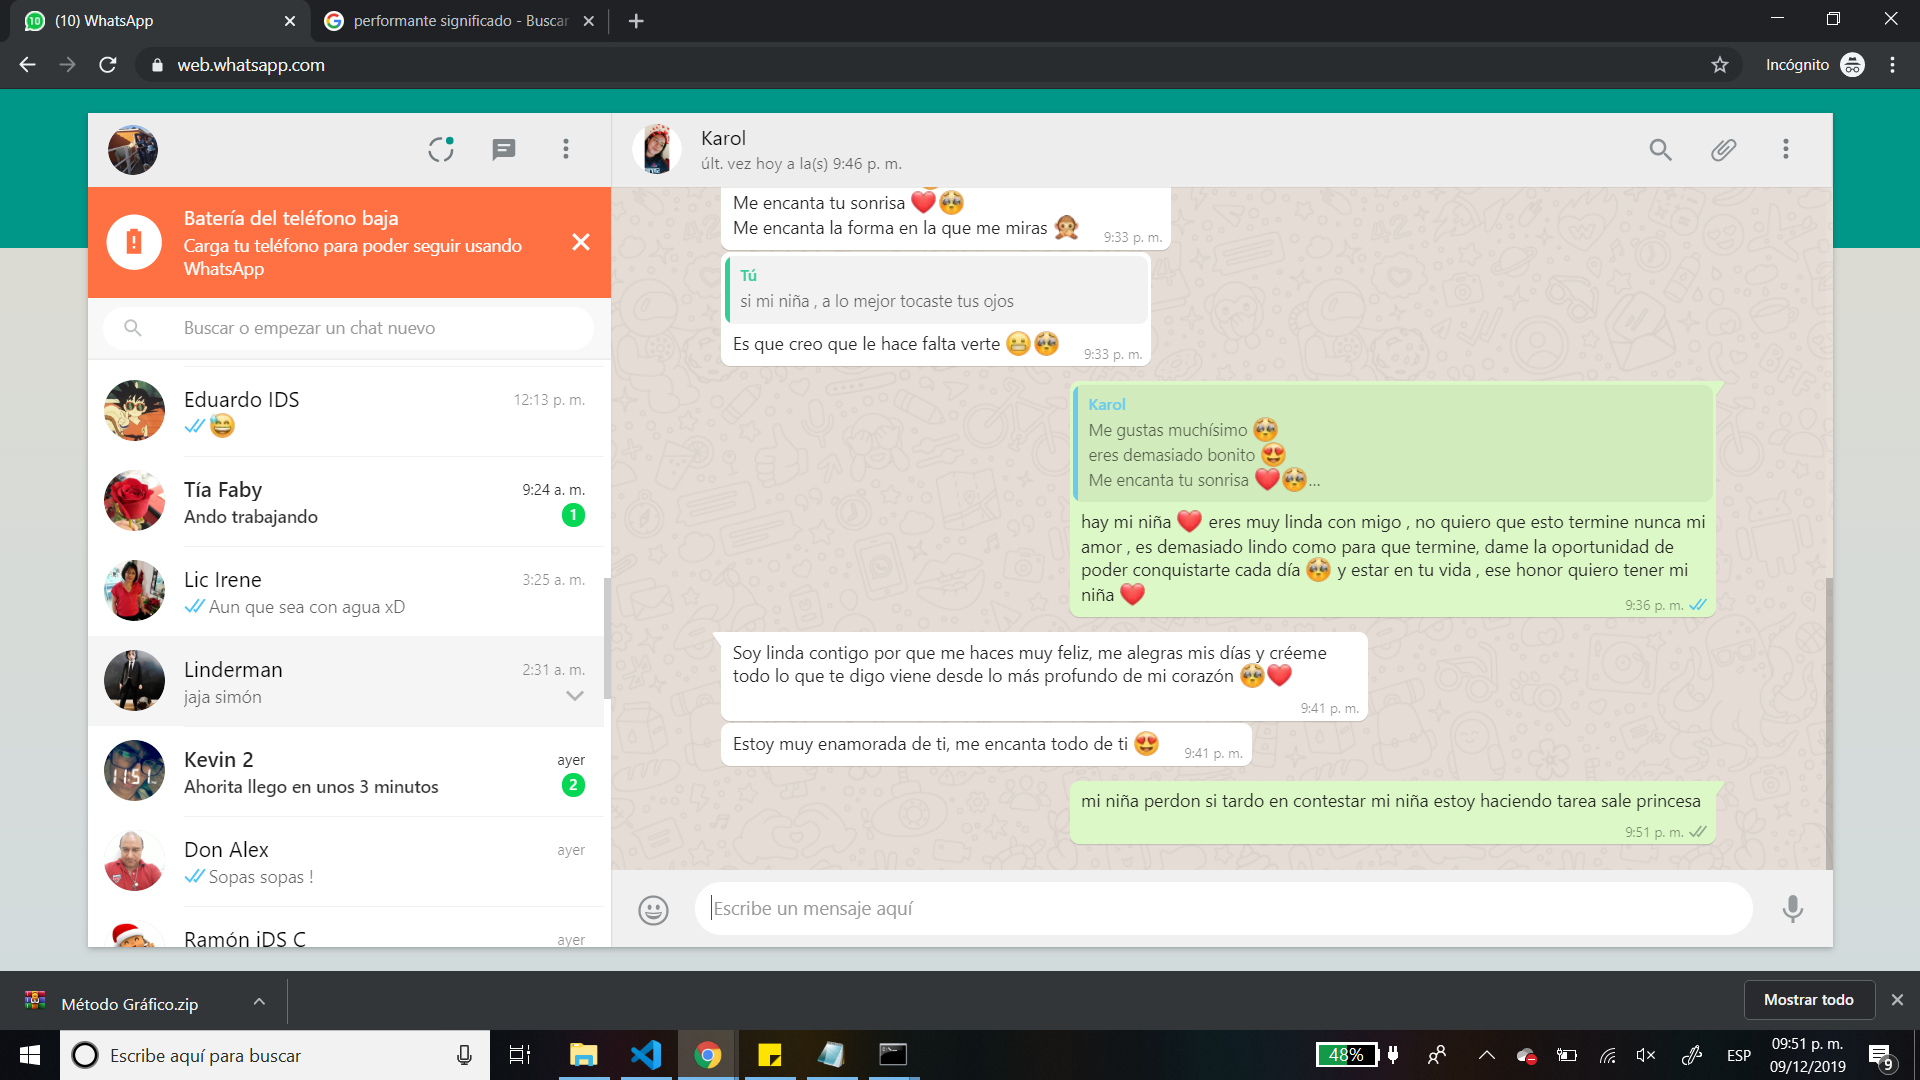 (10) WhatsApp
performante significado - Buscar
web.whatsapp.com
Incógnito
Batería del teléfono baja
Carga tu teléfono para poder seguir usando
WhatsApp
Buscar o empezar un chat nuevo
Eduardo IDS
12:13 p. m.
Tía Faby
9:24 a. m.
Ando trabajando
1
Lic Irene
3:25 a. m.
Aun que sea con agua xD
Linderman
2:31 a. m.
jaja simón
11:51
Kevin 2
ayer
Ahorita llego en unos 3 minutos
2
Don Alex
ayer
Sopas sopas !
Ramón iDS C
ayer
Karol
últ. vez hoy a la(s) 9:46 p. m.
Me encanta tu sonrisa ❤️🥺
Me encanta la forma en la que me miras 🙊
9:33 p. m.
Tú
si mi niña , a lo mejor tocaste tus ojos
Es que creo que le hace falta verte 😬🥺
9:33 p. m.
Karol
Me gustas muchísimo 🥺
eres demasiado bonito 😍
Me encanta tu sonrisa ❤️🥺...
hay mi niña ❤️ eres muy linda con migo , no quiero que esto termine nunca mi
amor , es demasiado lindo como para que termine, dame la oportunidad de
poder conquistarte cada día 🥺 y estar en tu vida , ese honor quiero tener mi
niña ❤️
9:36 p. m.
Soy linda contigo por que me haces muy feliz, me alegras mis días y créeme
todo lo que te digo viene desde lo más profundo de mi corazón 🥺❤️
9:41 p. m.
Estoy muy enamorada de ti, me encanta todo de ti 😍
9:41 p. m.
mi niña perdon si tardo en contestar mi niña estoy haciendo tarea sale princesa
9:51 p. m.
Escribe un mensaje aquí
Método Gráfico.zip
Mostrar todo
Escribe aquí para buscar
48%
ESP
09:51 p. m.
09/12/2019
9